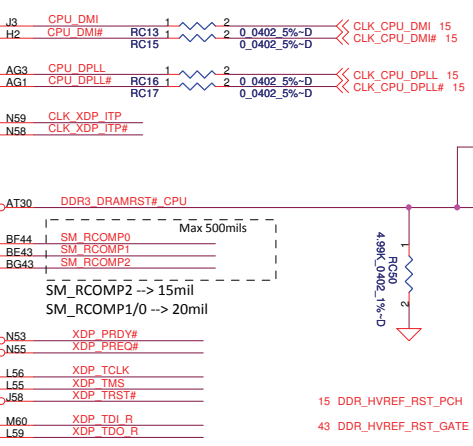 J3 CPU_DMI 1 2 CLK_CPU_DMI 15
H2 CPU_DMI# RC13 1 2 0_0402_5%~D CLK_CPU_DMI# 15
RC15 0_0402_5%~D
AG3 CPU_DPLL CLK_CPU_DPLL 15
AG1 CPU_DPLL# RC16 1 2 0_0402_5%~D CLK_CPU_DPLL# 15
RC17 1 2 0_0402_5%~D
N59 CLK_XDP_ITP
N58 CLK_XDP_ITP#
AT30 DDR3_DRAMRST#_CPU
Max 500mils
BF44 SM_RCOMP0
BE43 SM_RCOMP1
BG43 SM_RCOMP2
1
RC50
4.99K_0402_1%~D
2
SM_RCOMP2 --> 15mil
SM_RCOMP1/0 --> 20mil
N53 XDP_PRDY#
N55 XDP_PREQ#
L56 XDP_TCLK
L55 XDP_TMS
J58 XDP_TRST#
15 DDR_HVREF_RST_PCH
M60 XDP_TDI_R
43 DDR_HVREF_RST_GATE
L59 XDP_TDO_R